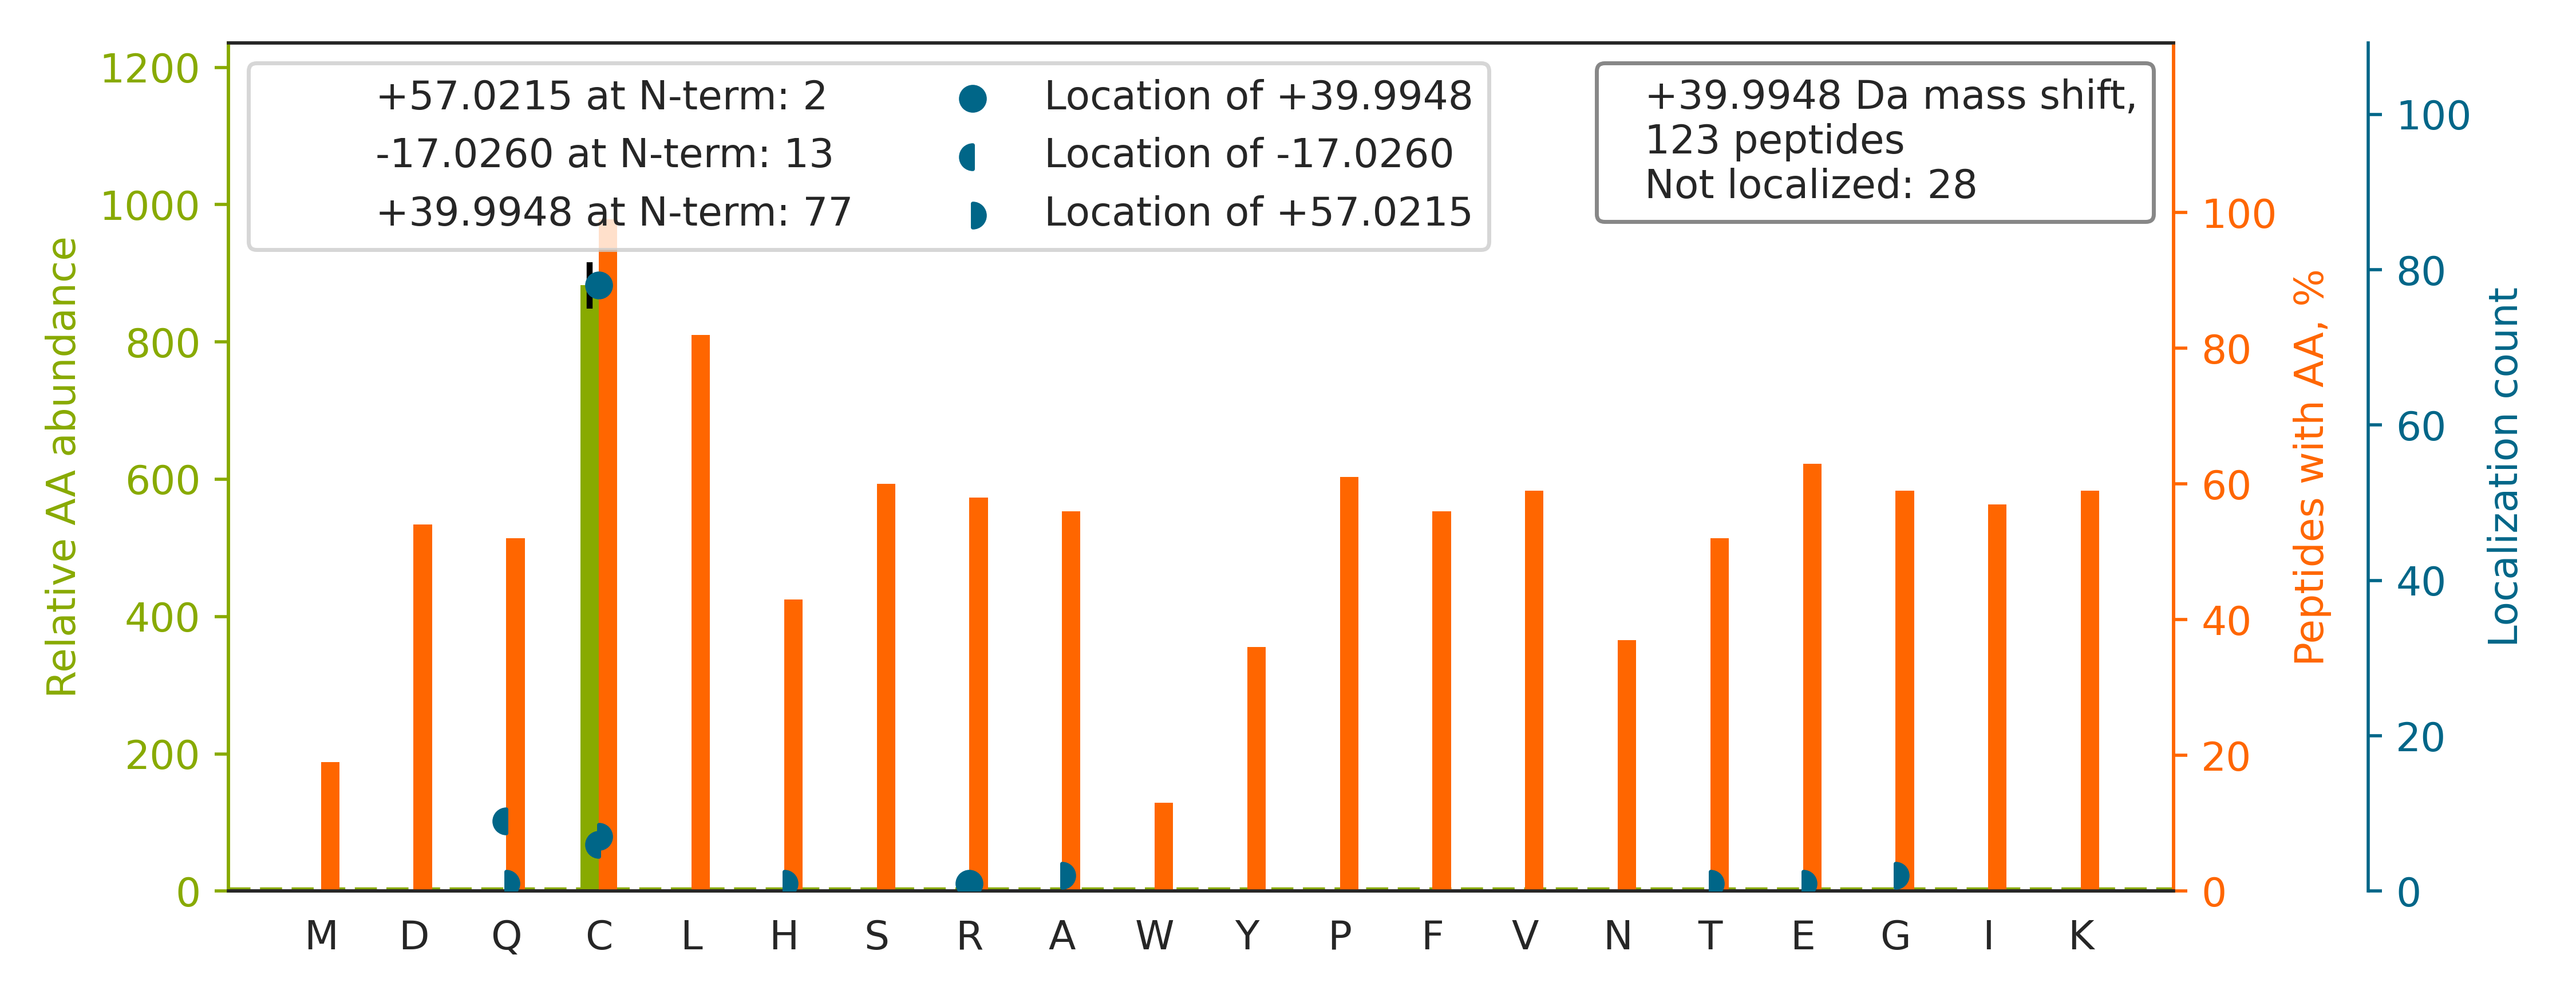 +57.0215 at N-term: 2
-17.0260 at N-term: 13
+39.9948 at N-term: 77
Location of +39.9948
Location of -17.0260
Location of +57.0215
+39.9948 Da mass shift,
123 peptides
Not localized: 28
Relative AA abundance
1200
1000
800
600
400
200
0
M D Q C L H S R A W Y P F V N T E G I K
100
80
60
40
20
0
Peptides with AA, %
100
80
60
40
20
0
Localization count